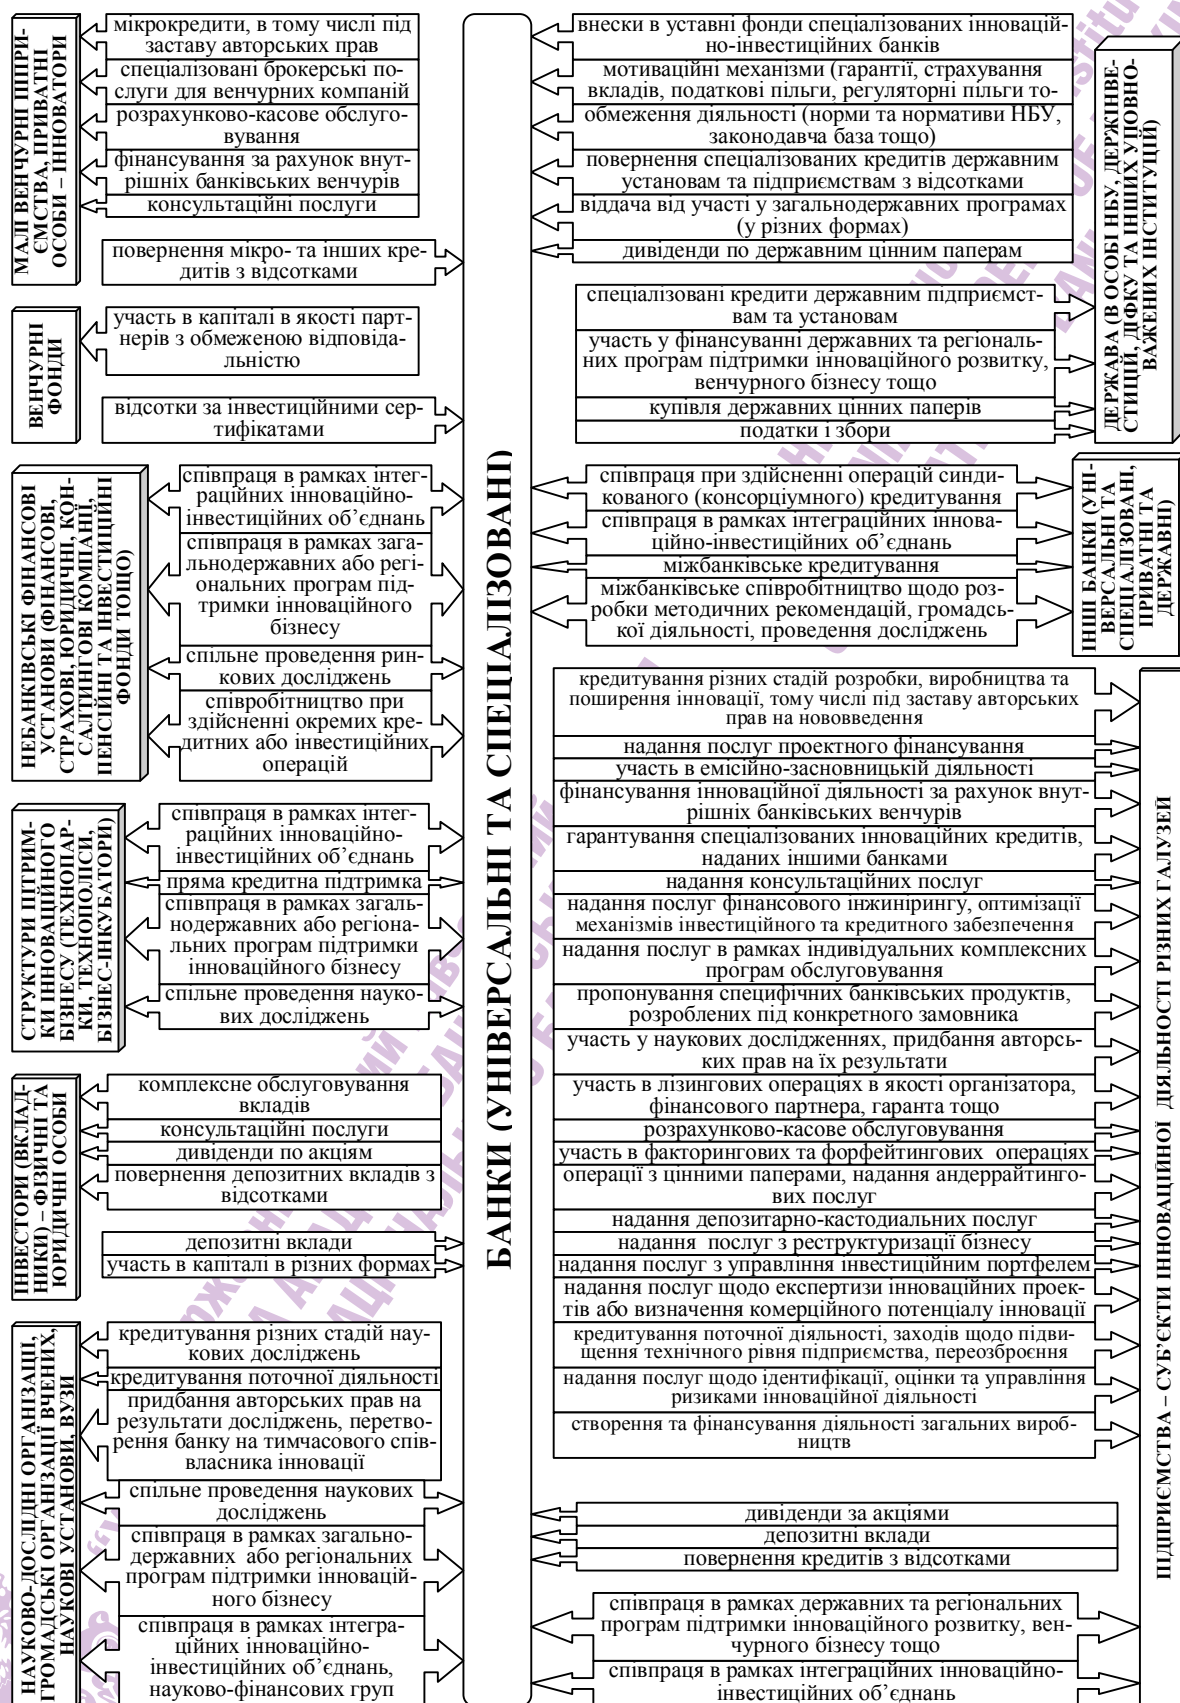 МАЛІ ВЕНЧУРНІ ПІПРИ-
ЄМСТВА, ПРИВАТНІ
ОСОБИ – ІННОВАТОРИ
мікрокредити, в тому числі під
заставу авторських прав
спеціалізовані брокерські по-
слуги для венчурних компаній
розрахунково-касове обслуго-
вування
фінансування за рахунок внут-
рішніх банківських венчурів
консультаційні послуги
повернення мікро- та інших кре-
дитів з відсотками
ВЕНЧУРНІ
ФОНДИ
участь в капіталі в якості парт-
нерів з обмеженою відповіда-
льністю
відсотки за інвестиційними сер-
тифікатами
НЕБАНКІВСЬКІ ФІНАНСОВІ
УСТАНОВИ (ФІНАНСОВІ,
СТРАХОВІ, ЮРИДИЧНІ, КОН-
САЛТИНГОВІ КОМПАНІЇ,
ПЕНСІЙНІ ТА ІНВЕСТИЦІЙНІ
ФОНДИ ТОЩО)
співпраця в рамках інтег-
раційних інноваційно-
інвестиційних об’єднань
співпраця в рамках зага-
льнодержавних або регі-
ональних програм під-
тримки інноваційного
бізнесу
спільне проведення рин-
кових досліджень
співробітництво при
здійсненні окремих кре-
дитних або інвестиційних
операцій
СТРУКТУРИ ПІТРИМ-
КИ ІННОВАЦІЙНОГО
БІЗНЕСУ (ТЕХНОПАР-
КИ, ТЕХНОПОЛІСИ,
БІЗНЕС-ІНКУБАТОРИ)
співпраця в рамках інтег-
раційних інноваційно-
інвестиційних об’єднань
пряма кредитна підтримка
співпраця в рамках загаль-
нодержавних або регіона-
льних програм підтримки
інноваційного бізнесу
спільне проведення науко-
вих досліджень
ІНВЕСТОРИ (ВКЛАД-
НИКИ) – ФІЗИЧНІ ТА
ЮРИДИЧНІ ОСОБИ
комплексне обслуговування
вкладів
консультаційні послуги
дивіденди по акціям
повернення депозитних вкладів з
відсотками
депозитні вклади
участь в капіталі в різних формах
НАУКОВО-ДОСЛІДНІ ОРГАНІЗАЦІЇ,
ГРОМАДСЬКІ ОРГАНІЗАЦІЇ ВЧЕНИХ,
НАУКОВІ УСТАНОВИ, ВУЗИ
кредитування різних стадій нау-
кових досліджень
кредитування поточної діяльності
придбання авторських прав на
результати досліджень, перетво-
рення банку на тимчасового спів-
власника інновації
спільне проведення наукових
досліджень
співпраця в рамках загально-
державних або регіональних
програм підтримки інновацій-
ного бізнесу
співпраця в рамках інтегра-
ційних інноваційно-
інвестиційних об’єднань,
науково-фінансових груп
БАНКИ (УНІВЕРСАЛЬНІ ТА СПЕЦІАЛІЗОВАНІ)
внески в уставні фонди спеціалізованих інновацій-
но-інвестиційних банків
мотиваційні механізми (гарантії, страхування
вкладів, податкові пільги, регуляторні пільги то-
обмеження діяльності (норми та нормативи НБУ,
законодавча база тощо)
повернення спеціалізованих кредитів державним
установам та підприємствам з відсотками
віддача від участі у загальнодержавних програмах
(у різних формах)
дивіденди по державним цінним паперам
спеціалізовані кредити державним підприємст-
вам та установам
участь у фінансуванні державних та регіональ-
них програм підтримки інноваційного розвитку,
венчурного бізнесу тощо
купівля державних цінних паперів
податки і збори
ДЕРЖАВА (В ОСОБІ НБУ, ДЕРЖІНВЕ-
СТИЦІЙ, ДІФКУ ТА ІНШИХ УПОВНО-
ВАЖЕНИХ ІНСТИТУЦІЙ)
співпраця при здійсненні операцій синди-
кованого (консорціумного) кредитування
співпраця в рамках інтеграційних іннова-
ційно-інвестиційних об’єднань
міжбанківське кредитування
міжбанківське співробітництво щодо роз-
робки методичних рекомендацій, громадсь-
кої діяльності, проведення досліджень
ІНШІ БАНКИ (УНІ-
ВЕРСАЛЬНІ ТА
СПЕЦІАЛІЗОВАНІ,
ПРИВАТНІ ТА
ДЕРЖАВНІ)
кредитування різних стадій розробки, виробництва та
поширення інновації, тому числі під заставу авторських
прав на нововведення
надання послуг проектного фінансування
участь в емісійно-засновницькій діяльності
фінансування інноваційної діяльності за рахунок внут-
рішніх банківських венчурів
гарантування спеціалізованих інноваційних кредитів,
наданих іншими банками
надання консультаційних послуг
надання послуг фінансового інжинірингу, оптимізації
механізмів інвестиційного та кредитного забезпечення
надання послуг в рамках індивідуальних комплексних
програм обслуговування
пропонування специфічних банківських продуктів,
розроблених під конкретного замовника
участь у наукових дослідженнях, придбання авторсь-
ких прав на їх результати
участь в лізингових операціях в якості організатора,
фінансового партнера, гаранта тощо
розрахунково-касове обслуговування
участь в факторингових та форфейтингових операціях
операції з цінними паперами, надання андеррайтинго-
вих послуг
надання депозитарно-кастодиальних послуг
надання послуг з реструктуризації бізнесу
надання послуг з управління інвестиційним портфелем
надання послуг щодо експертизи інноваційних проек-
тів або визначення комерційного потенціалу інновації
кредитування поточної діяльності, заходів щодо підви-
щення технічного рівня підприємства, переозброєння
надання послуг щодо ідентифікації, оцінки та управління
ризиками інноваційної діяльності
створення та фінансування діяльності загальних вироб-
ництв
дивіденди за акціями
депозитні вклади
повернення кредитів з відсотками
співпраця в рамках державних та регіональних
програм підтримки інноваційного розвитку, вен-
чурного бізнесу тощо
співпраця в рамках інтеграційних інноваційно-
інвестиційних об’єднань
ПІДПРИЄМСТВА – СУБ’ЄКТИ ІННОВАЦІЙНОЇ ДІЯЛЬНОСТІ РІЗНИХ ГАЛУЗЕЙ